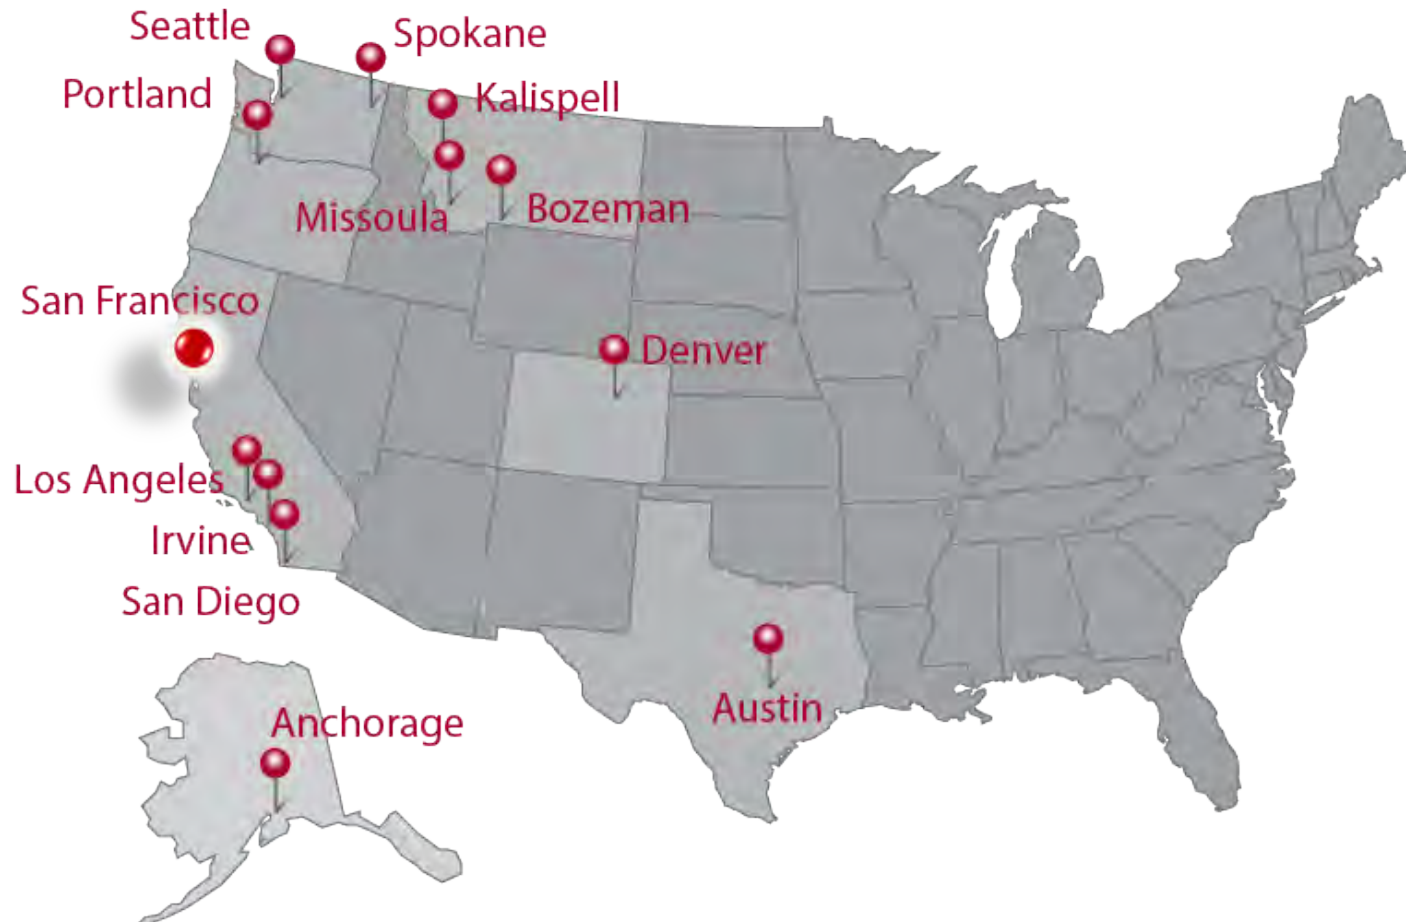 Seattle
Spokane
Portland
Kalispell
Missoula
Bozeman
San Francisco
Denver
Los Angeles
Irvine
San Diego
Austin
Anchorage